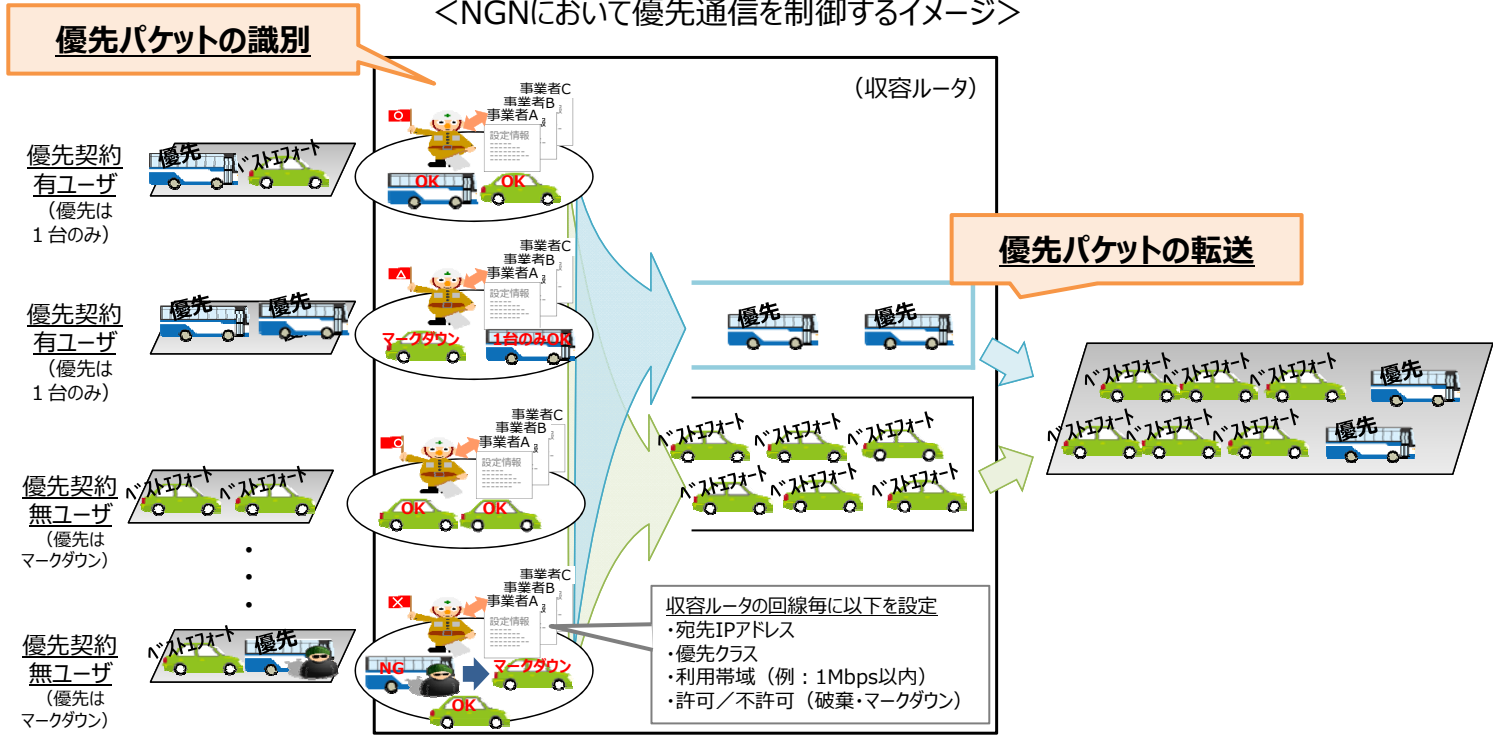 <NGNにおいて優先通信を制御するイメージ>
優先パケットの識別
(収容ルータ)
事業者C
事業者B
事業者A
設定情報
優先契約
有ユーザ
(優先は
1台のみ)
優先
ベストエフォート
OK
OK
優先パケットの転送
事業者C
事業者B
事業者A
設定情報
優先契約
有ユーザ
(優先は
1台のみ)
優先
優先
マークダウン
1台のみOK
優先
優先
ベストエフォート
ベストエフォート
ベストエフォート
優先
ベストエフォート
ベストエフォート
ベストエフォート
優先
事業者C
事業者B
事業者A
設定情報
ベストエフォート
ベストエフォート
ベストエフォート
ベストエフォート
ベストエフォート
ベストエフォート
優先契約
無ユーザ
(優先は
マークダウン)
ベストエフォート
ベストエフォート
OK
OK
・
・
・
事業者C
事業者B
事業者A
設定情報
優先契約
無ユーザ
(優先は
マークダウン)
ベストエフォート
優先
NG
マークダウン
OK
収容ルータの回線毎に以下を設定
・宛先IPアドレス
・優先クラス
・利用帯域(例:1Mbps以内)
・許可/不許可(破棄・マークダウン)